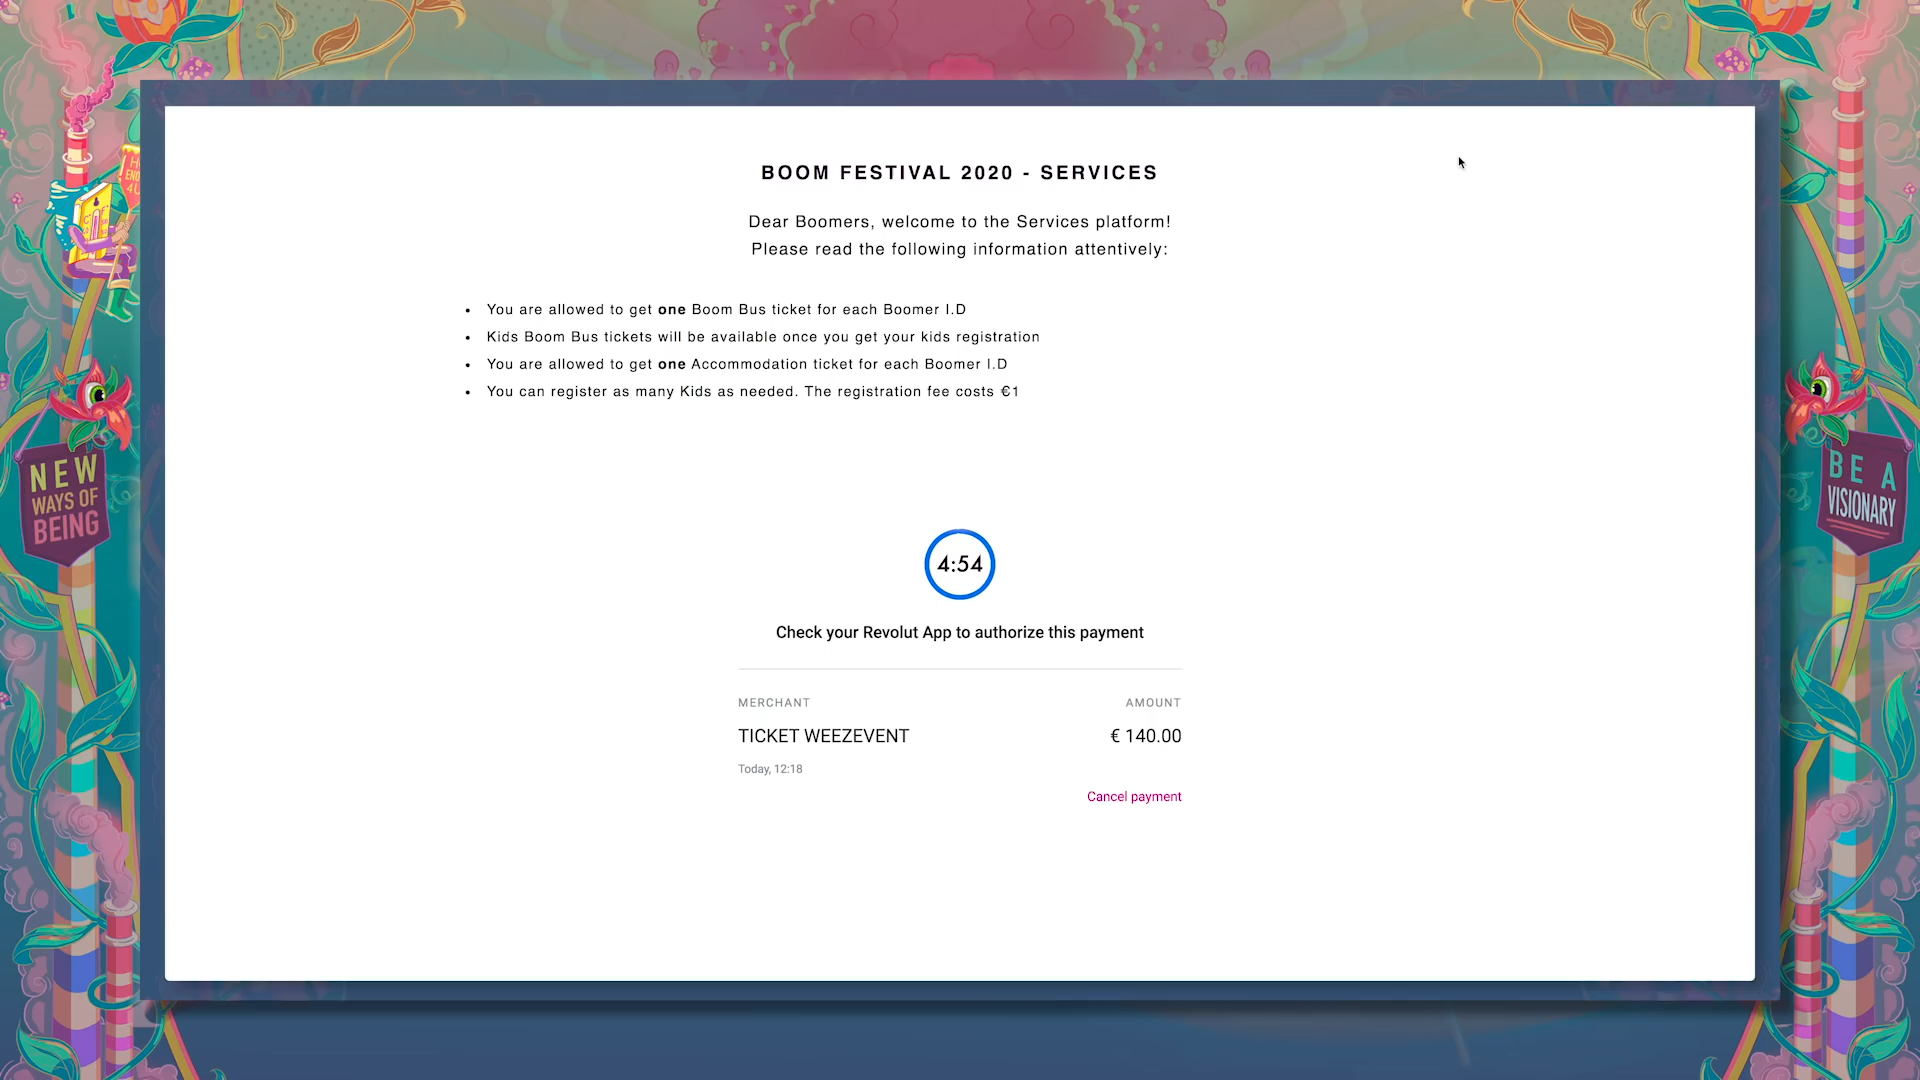 BOOM FESTIVAL 2020 - SERVICES
Dear Boomers, welcome to the Services platform!
Please read the following information attentively:
• You are allowed to get one Boom Bus ticket for each Boomer I.D
• Kids Boom Bus tickets will be available once you get your kids registration
• You are allowed to get one Accommodation ticket for each Boomer I.D
• You can register as many Kids as needed. The registration fee costs €1
NEW
WAYS OF
BEING
BE A
VISIONARY
4:54
Check your Revolut App to authorize this payment
MERCHANT AMOUNT
TICKET WEEZEVENT € 140.00
Today, 12:18
Cancel payment